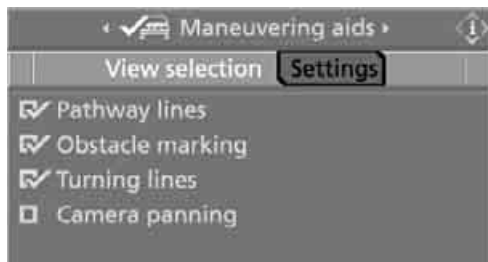 Maneuvering aids
View selection Settings
Pathway lines
Obstacle marking
Turning lines
Camera panning